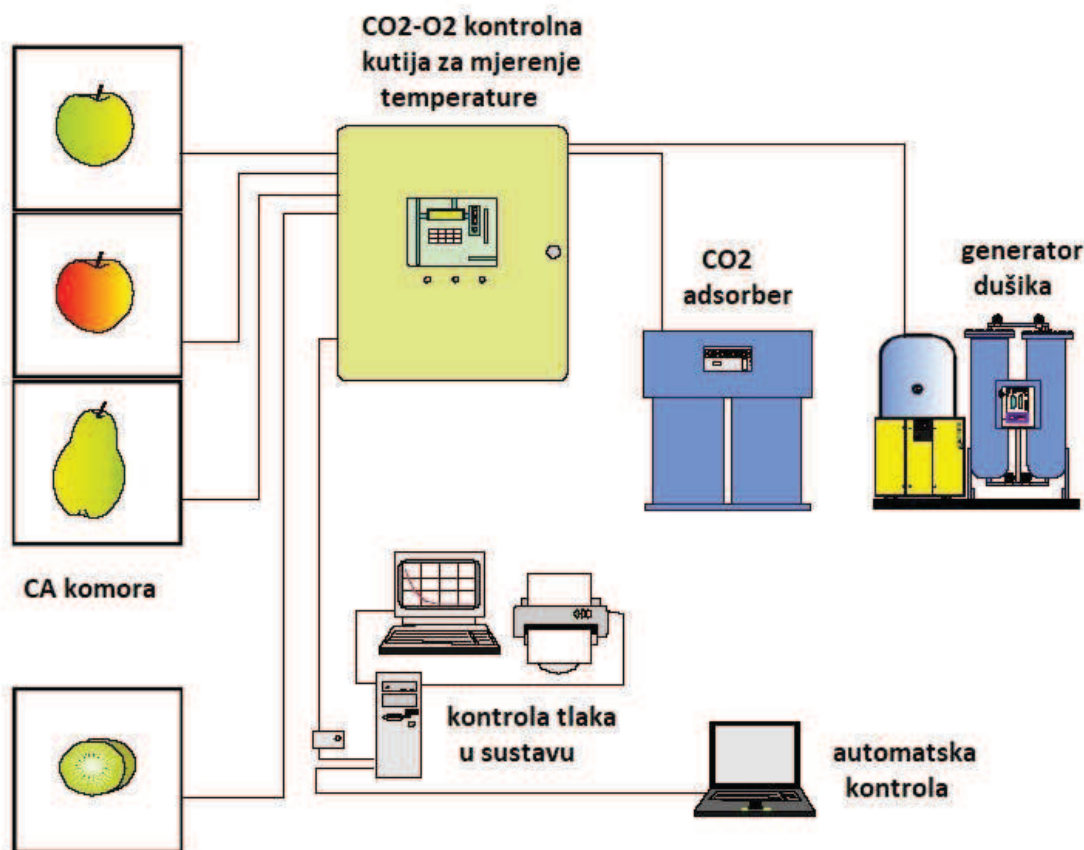 CO2-O2 kontrolna
kutija za mjerenje
temperature
CO2
adsorber
generator
dušika
CA komora
kontrola tlaka
u sustavu
automatska
kontrola